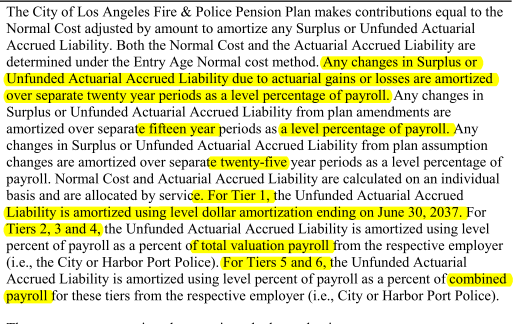 The City of Los Angeles Fire & Police Pension Plan makes contributions equal to the
Normal Cost adjusted by amount to amortize any Surplus or Unfunded Actuarial
Accrued Liability. Both the Normal Cost and the Actuarial Accrued Liability are
determined under the Entry Age Normal cost method. Any changes in Surplus or
Unfunded Actuarial Accrued Liability due to actuarial gains or losses are amortized
over separate twenty year periods as a level percentage of payroll. Any changes in
Surplus or Unfunded Actuarial Accrued Liability from plan amendments are
amortized over separate fifteen year periods as a level percentage of payroll. Any
changes in Surplus or Unfunded Actuarial Accrued Liability from plan assumption
changes are amortized over separate twenty-five year periods as a level percentage of
payroll. Normal Cost and Actuarial Accrued Liability are calculated on an individual
basis and are allocated by service. For Tier 1, the Unfunded Actuarial Accrued
Liability is amortized using level dollar amortization ending on June 30, 2037. For
Tiers 2, 3 and 4, the Unfunded Actuarial Accrued Liability is amortized using level
percent of payroll as a percent of total valuation payroll from the respective employer
(i.e., the City or Harbor Port Police). For Tiers 5 and 6, the Unfunded Actuarial
Accrued Liability is amortized using level percent of payroll as a percent of combined
payroll for these tiers from the respective employer (i.e., City or Harbor Port Police).